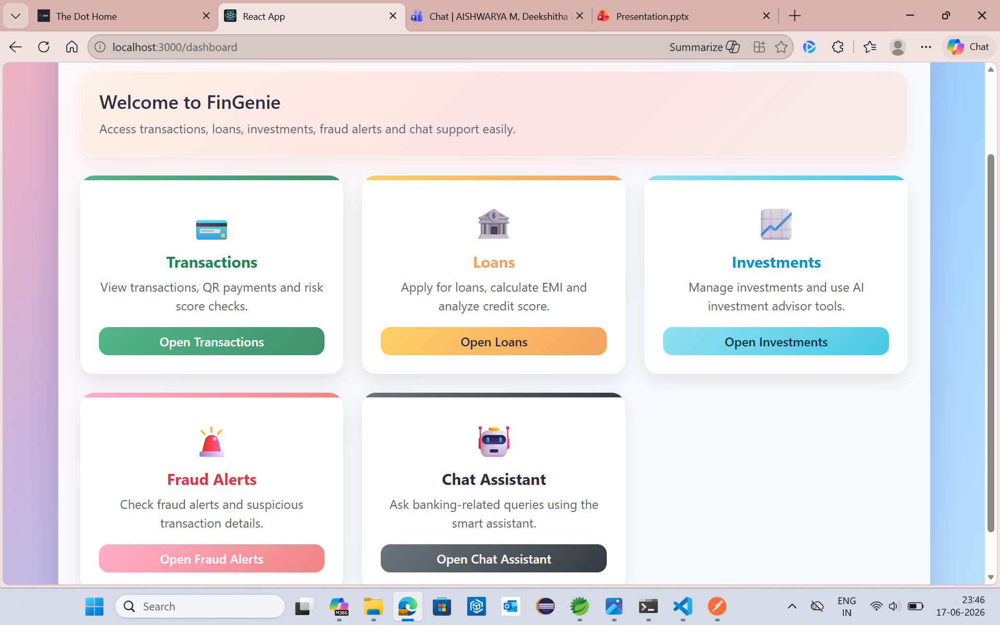 The Dot Home
React App
Chat | AISHWARYA M, Deekshitha
Presentation.pptx
localhost:3000/dashboard
Summarize
Chat
Welcome to FinGenie
Access transactions, loans, investments, fraud alerts and chat support easily.
Transactions
View transactions, QR payments and risk
score checks.
Open Transactions
Loans
Apply for loans, calculate EMI and
analyze credit score.
Open Loans
Investments
Manage investments and use AI
investment advisor tools.
Open Investments
Fraud Alerts
Check fraud alerts and suspicious
transaction details.
Open Fraud Alerts
Chat Assistant
Ask banking-related queries using the
smart assistant.
Open Chat Assistant
Search
M365
ENG
IN
23:46
17-06-2026